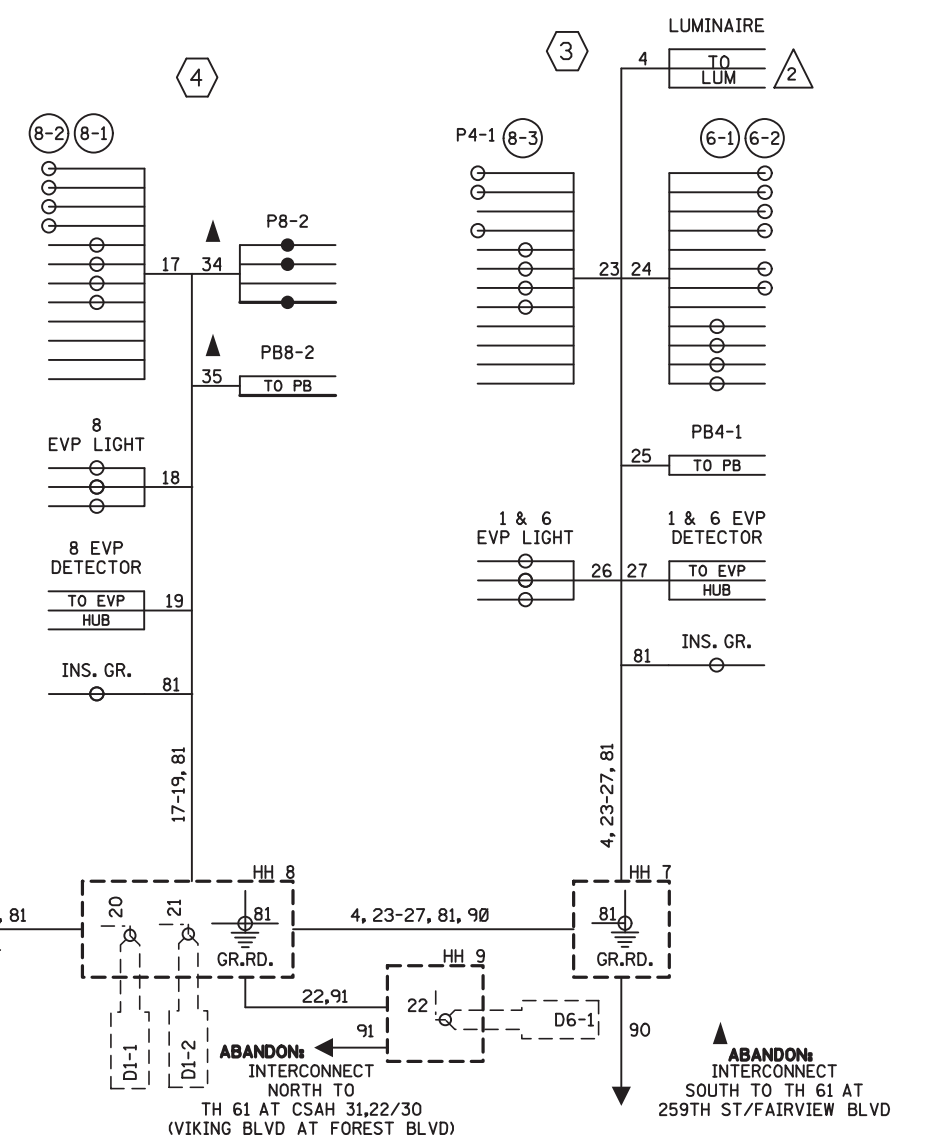 LUMINAIRE
4
TO
LUM
2
4
3
8-2 8-1
P4-1 8-3
6-1 6-2
P8-2
17 34
23 24
PB8-2
35 TO PB
8
EVP LIGHT
18
PB4-1
25 TO PB
8 EVP
DETECTOR
TO EVP
HUB
19
1 & 6
EVP LIGHT
1 & 6 EVP
DETECTOR
26 27
TO EVP
HUB
INS. GR.
81
INS. GR.
81
17-19, 81
4, 23-27, 81
HH 8
HH 7
, 81
20
21
81
GR.RD.
4, 23-27, 81, 90
81
GR.RD.
HH 9
22,91
22
D6-1
91
90
D1-1
D1-2
ABANDON:
INTERCONNECT
NORTH TO
TH 61 AT CSAH 31,22/30
(VIKING BLVD AT FOREST BLVD)
ABANDON:
INTERCONNECT
SOUTH TO TH 61 AT
259TH ST/FAIRVIEW BLVD